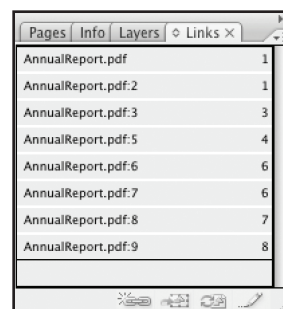 Pages Info Layers Links
AnnualReport.pdf 1
AnnualReport.pdf:2 1
AnnualReport.pdf:3 3
AnnualReport.pdf:5 4
AnnualReport.pdf:6 6
AnnualReport.pdf:7 6
AnnualReport.pdf:8 7
AnnualReport.pdf:9 8